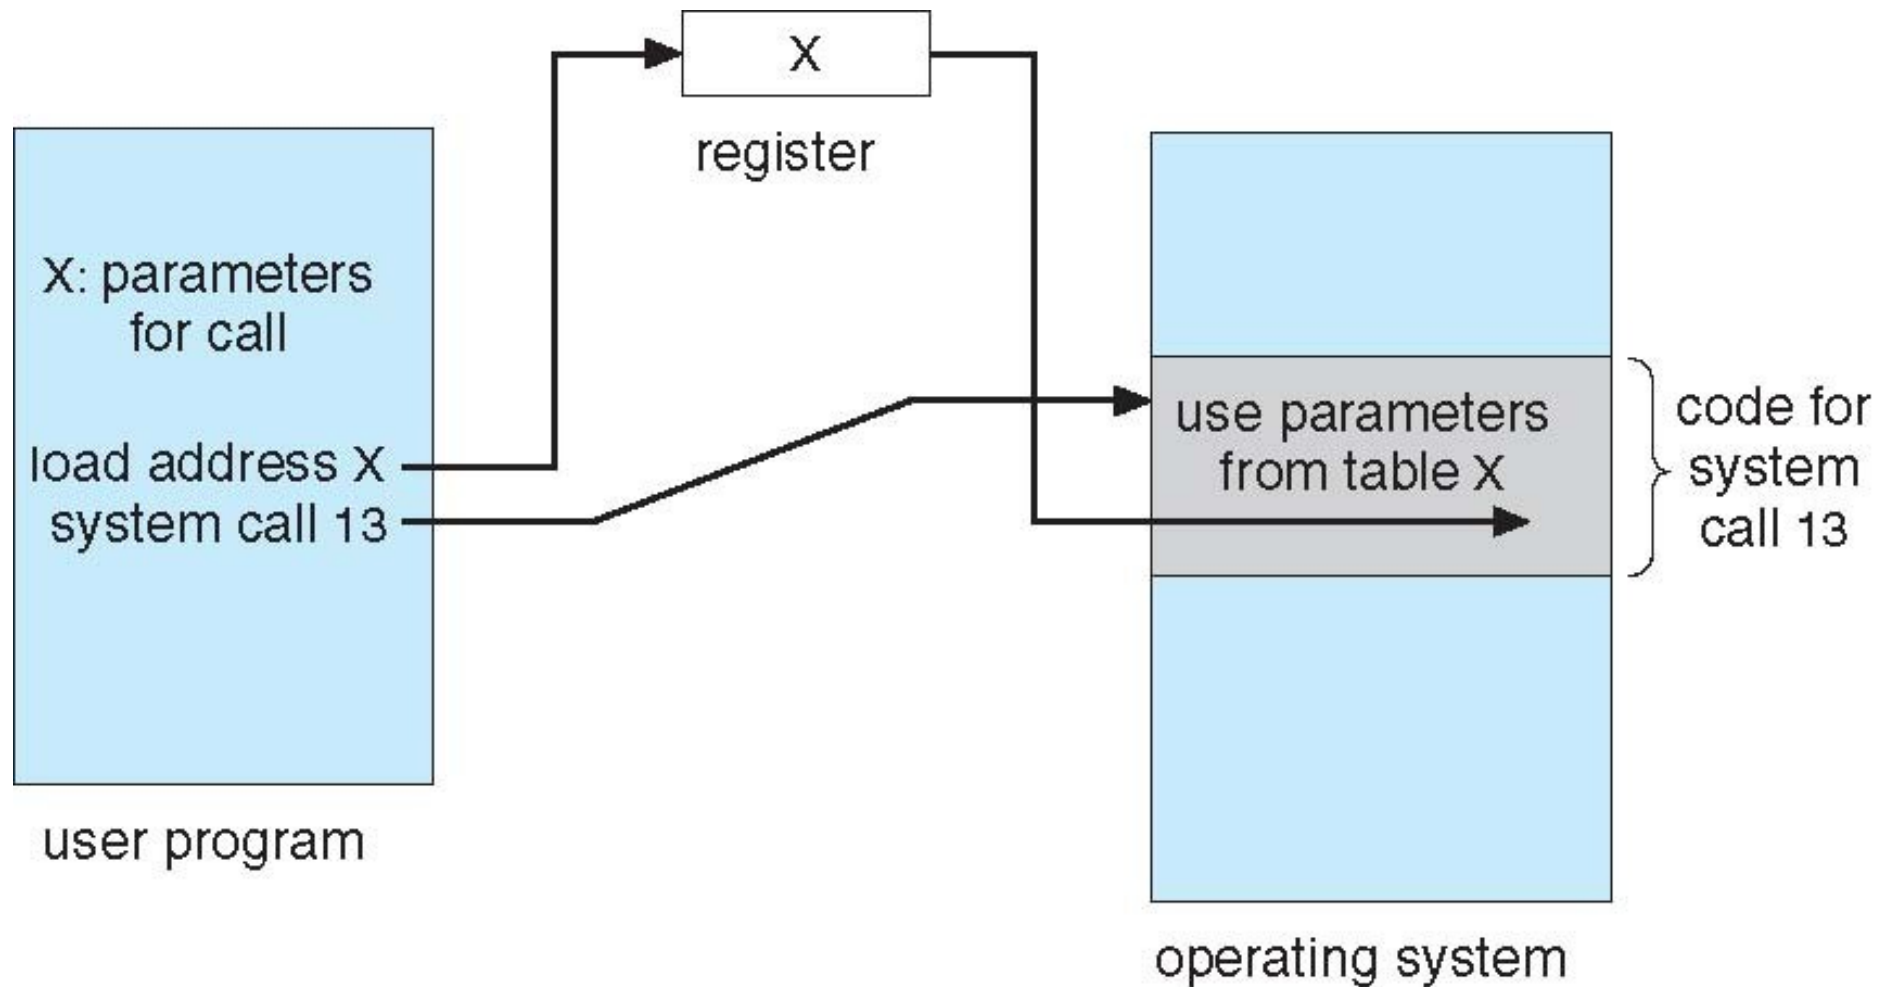 X
register
X: parameters
for call
load address X
system call 13
user program
use parameters
from table X
code for
system
call 13
operating system